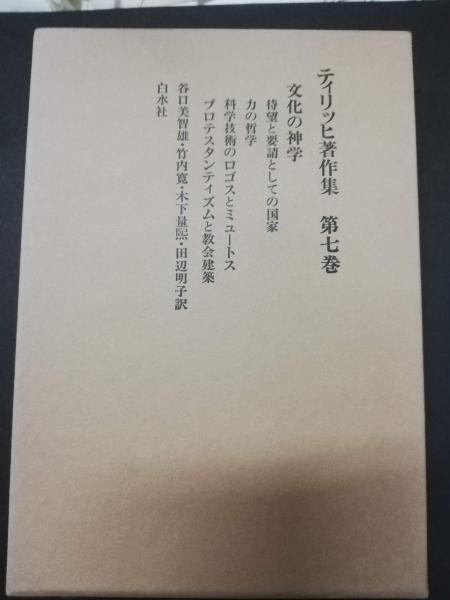 ティリッヒ著作集　第七巻
文化の神学
待望と要請としての国家
力の哲学
科学技術のロゴスとミュートス
プロテスタンティズムと教会建築
谷口美智雄・竹内寛・木下量熙・田辺明子訳
白水社